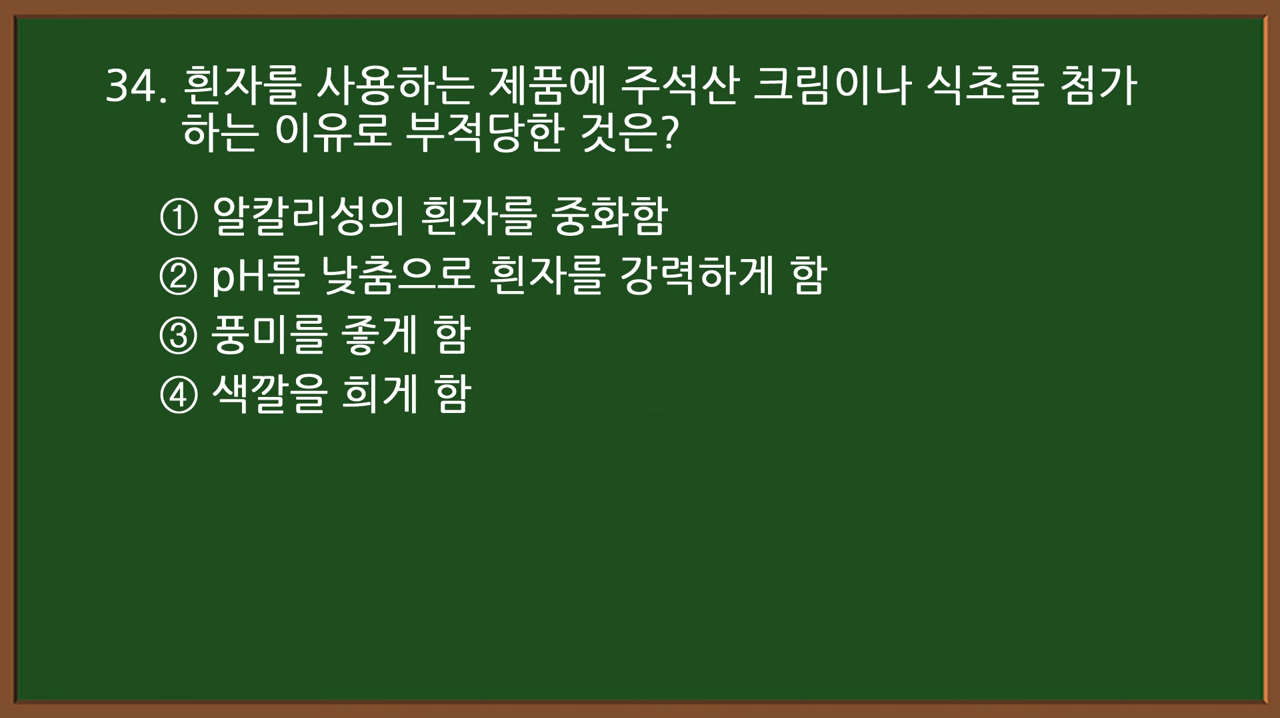 34. 흰자를 사용하는 제품에 주석산 크림이나 식초를 첨가
하는 이유로 부적당한 것은?
① 알칼리성의 흰자를 중화함
② pH를 낮춤으로 흰자를 강력하게 함
③ 풍미를 좋게 함
④ 색깔을 희게 함